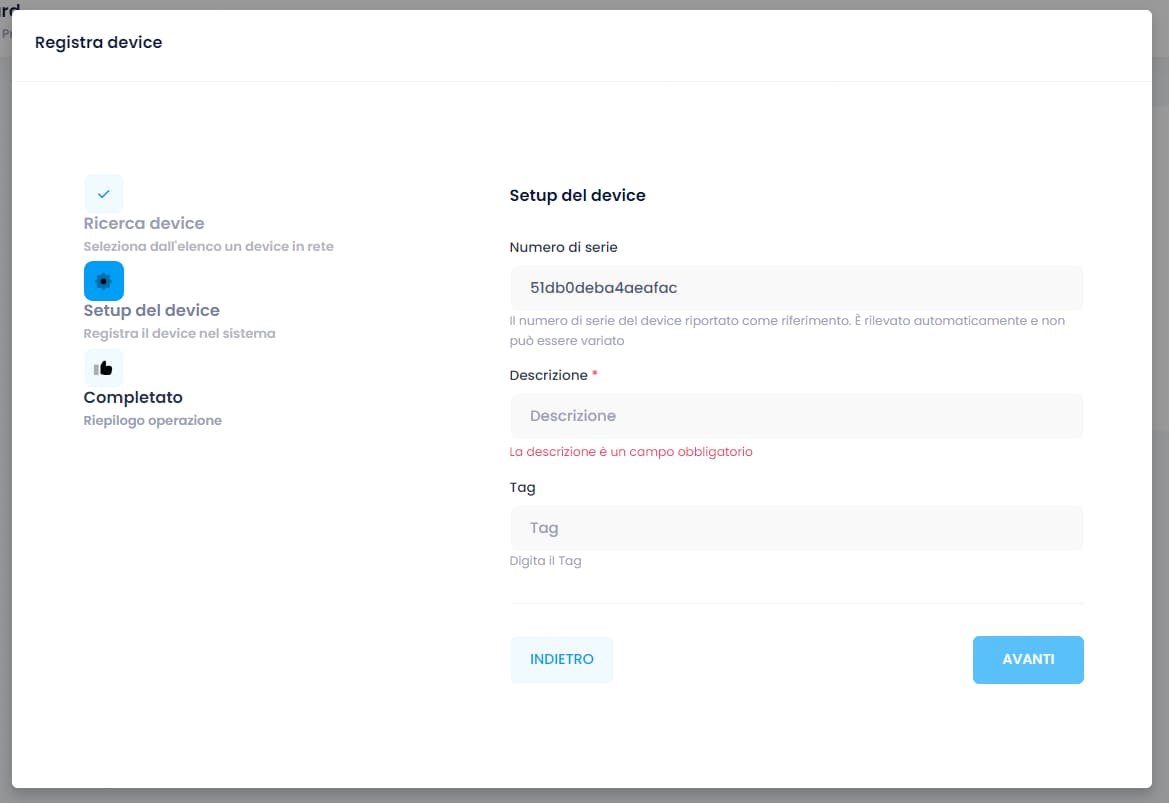 Registra device
Ricerca device
Seleziona dall'elenco un device in rete
Setup del device
Registra il device nel sistema
Completato
Riepilogo operazione
Setup del device
Numero di serie
51db0deba4aeafac
Il numero di serie del device riportato come riferimento. È rilevato automaticamente e non
può essere variato
Descrizione *
Descrizione
La descrizione è un campo obbligatorio
Tag
Tag
Digita il Tag
INDIETRO
AVANTI